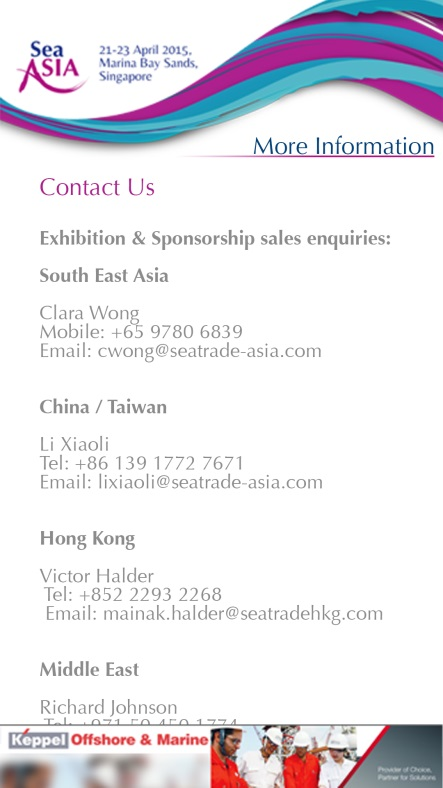 Sea
ASIA
21-23 April 2015,
Marina Bay Sands,
Singapore
More Information
Contact Us
Exhibition & Sponsorship sales enquiries:
South East Asia
Clara Wong
Mobile: +65 9780 6839
Email: cwong@seatrade-asia.com
China / Taiwan
Li Xiaoli
Tel: +86 139 1772 7671
Email: lixiaoli@seatrade-asia.com
Hong Kong
Victor Halder
Tel: +852 2293 2268
Email: mainak.halder@seatradehkg.com
Middle East
Richard Johnson
Tel: +971 50 450 1774
Keppel Offshore & Marine
Provider of Choice,
Partner for Solutions